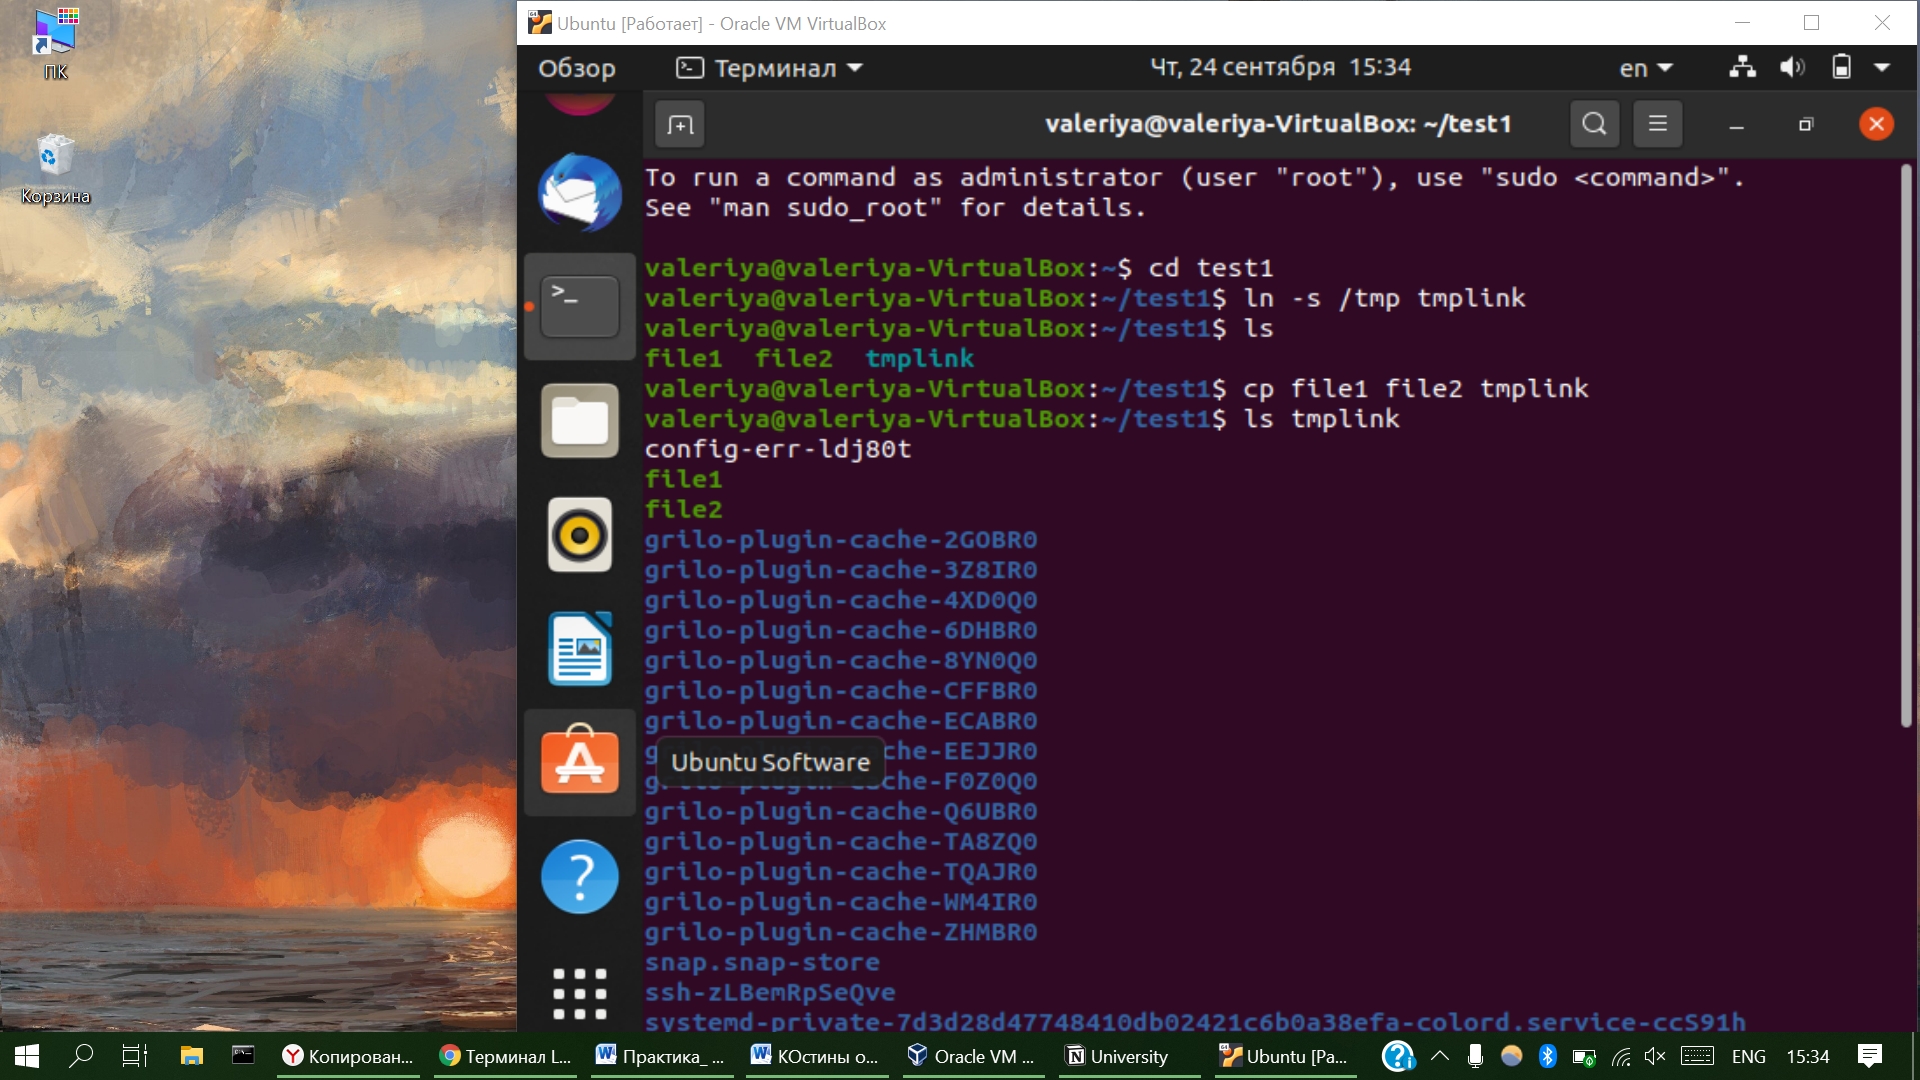 ПК
Корзина
Ubuntu [Работает] - Oracle VM VirtualBox
Обзор
Терминал
Чт, 24 сентября 15:34
en
valeriya@valeriya-VirtualBox: ~/test1
To run a command as administrator (user "root"), use "sudo <command>".
See "man sudo_root" for details.
valeriya@valeriya-VirtualBox:~$ cd test1
valeriya@valeriya-VirtualBox:~/test1$ ln -s /tmp tmplink
valeriya@valeriya-VirtualBox:~/test1$ ls
file1  file2  tmplink
valeriya@valeriya-VirtualBox:~/test1$ cp file1 file2 tmplink
valeriya@valeriya-VirtualBox:~/test1$ ls tmplink
config-err-ldj80t
file1
file2
grilo-plugin-cache-2GOBR0
grilo-plugin-cache-3Z8IR0
grilo-plugin-cache-4XD0Q0
grilo-plugin-cache-6DHBR0
grilo-plugin-cache-8YN0Q0
grilo-plugin-cache-CFFBR0
grilo-plugin-cache-ECABR0
grilo-plugin-cache-EEJJR0
Ubuntu Software
grilo-plugin-cache-F0Z0Q0
grilo-plugin-cache-Q6UBR0
grilo-plugin-cache-TA8ZQ0
grilo-plugin-cache-TQAJR0
grilo-plugin-cache-WM4IR0
grilo-plugin-cache-ZHMBR0
snap.snap-store
ssh-zLBemRpSeQve
systemd-private-7d3d28d47748410db02421c6b0a38efa-colord.service-ccS91h
Копирован...
Терминал L...
Практика_ ...
КОстины о...
Oracle VM ...
University
Ubuntu [Ра...
ENG
15:34